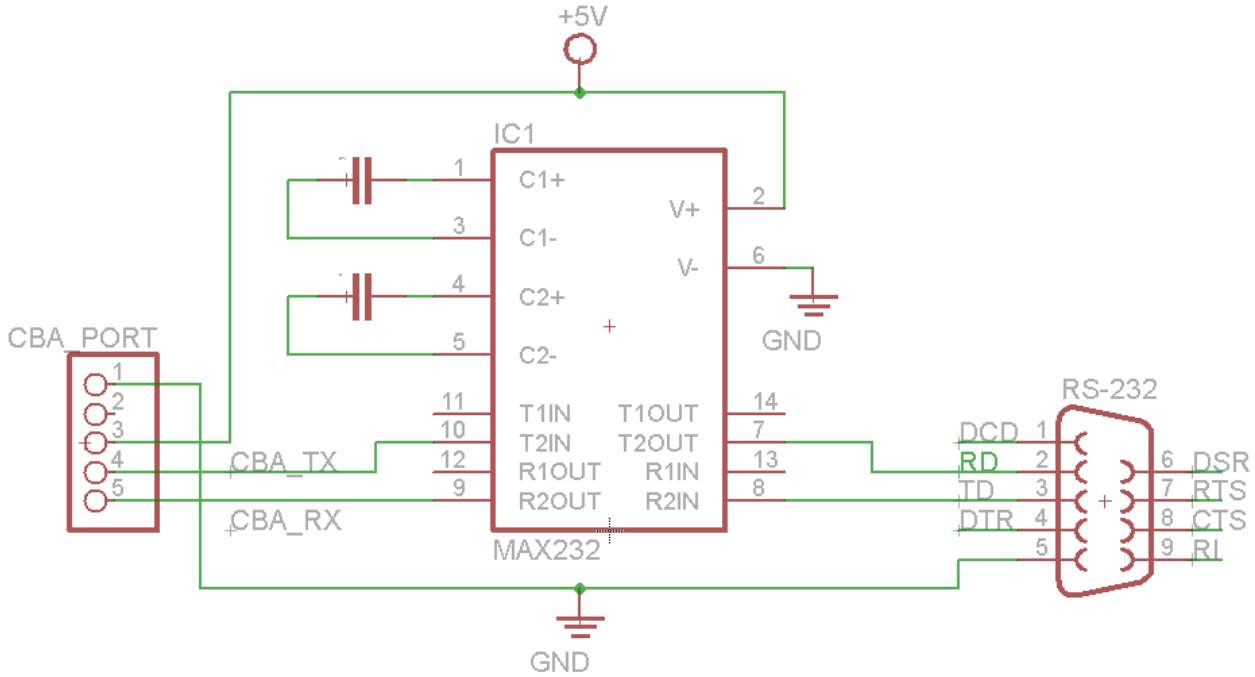 +5V
IC1
1 C1+
3 C1-
4 C2+
5 C2-
V+ 2
V- 6
GND
CBA_PORT
1
2
3
4
5
CBA_TX
CBA_RX
11 T1IN T1OUT 14
10 T2IN T2OUT 7
12 R1OUT R1IN 13
9 R2OUT R2IN 8
MAX232
GND
RS-232
DCD 1
RD 2
TD 3
DTR 4
5
6 DSR
7 RTS
8 CTS
9 RI